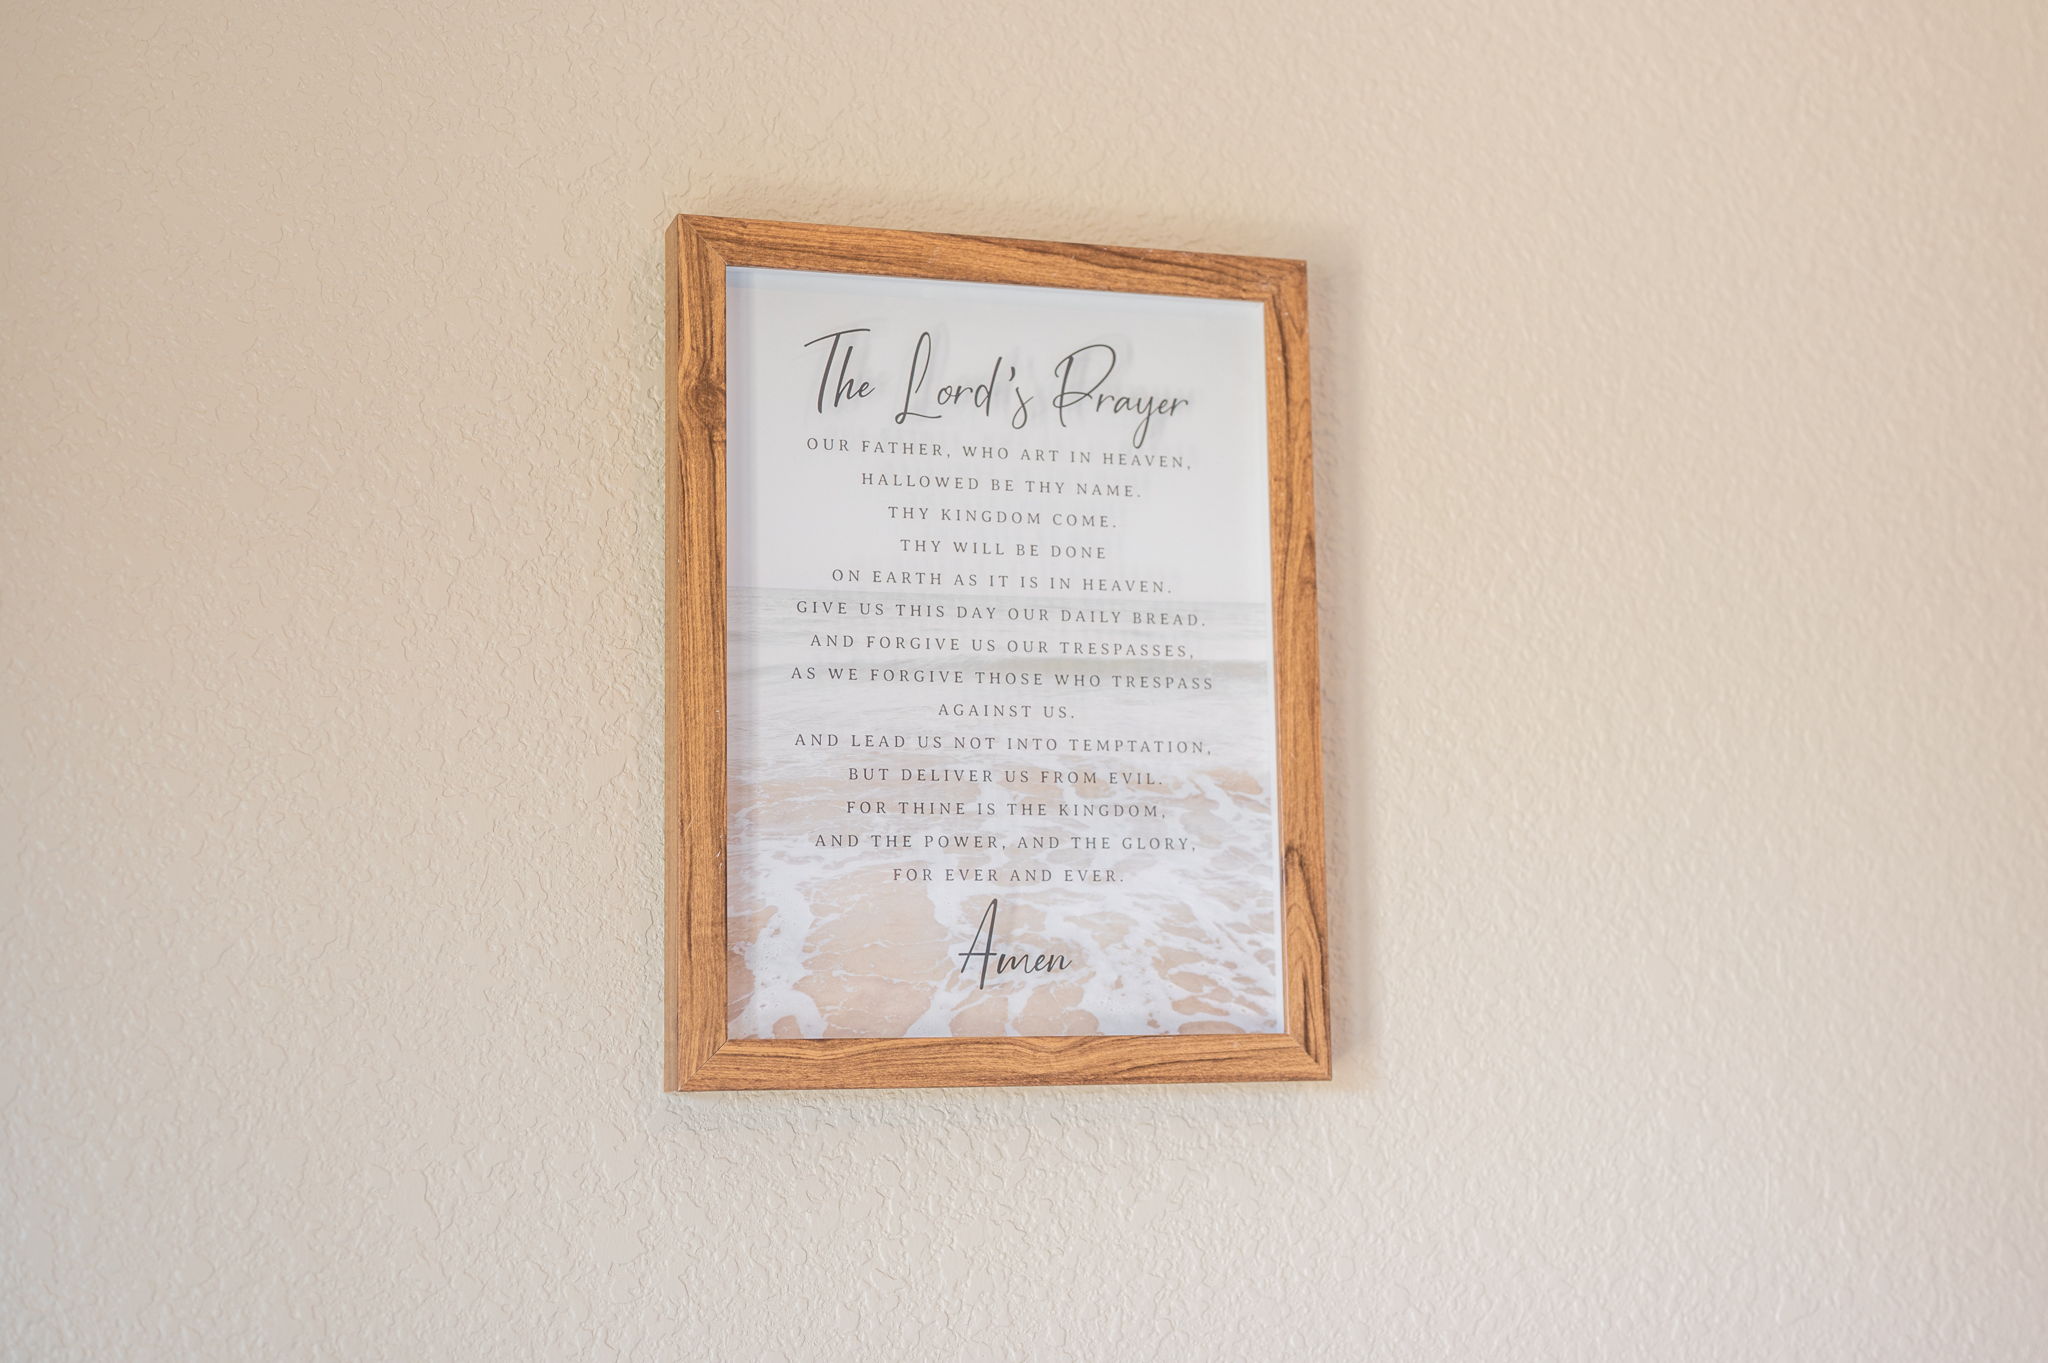 The Lord's Prayer
OUR FATHER, WHO ART IN HEAVEN,
HALLOWED BE THY NAME.
THY KINGDOM COME.
THY WILL BE DONE
ON EARTH AS IT IS IN HEAVEN.
GIVE US THIS DAY OUR DAILY BREAD.
AND FORGIVE US OUR TRESPASSES,
AS WE FORGIVE THOSE WHO TRESPASS
AGAINST US.
AND LEAD US NOT INTO TEMPTATION,
BUT DELIVER US FROM EVIL.
FOR THINE IS THE KINGDOM,
AND THE POWER, AND THE GLORY,
FOR EVER AND EVER.
Amen